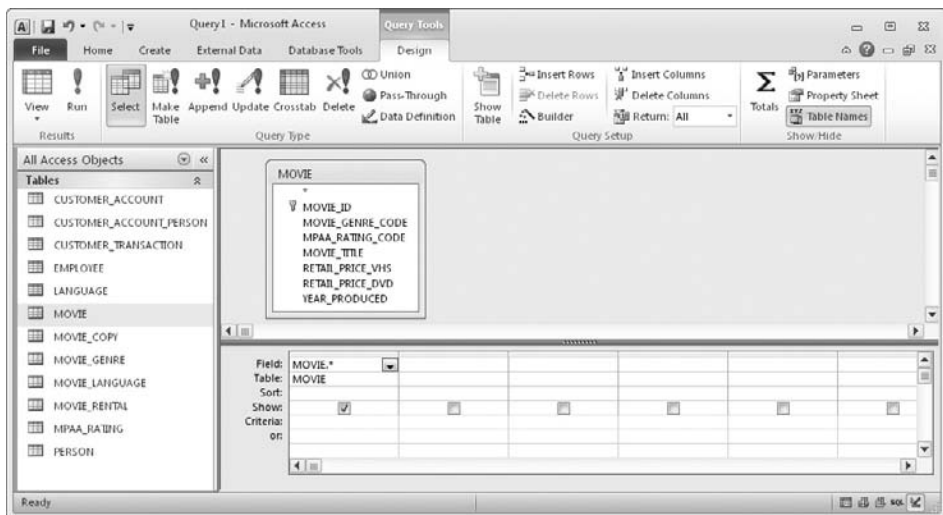 Query1 - Microsoft Access
Query Tools
File Home Create External Data Database Tools Design
View Run Select Make Table Append Update Crosstab Delete
Union
Pass-Through
Data Definition
Show Table
Insert Rows
Delete Rows
Builder
Insert Columns
Delete Columns
Return: All
Totals
Parameters
Property Sheet
Table Names
Results Query Type Query Setup Show/Hide
All Access Objects
Tables
CUSTOMER_ACCOUNT
CUSTOMER_ACCOUNT_PERSON
CUSTOMER_TRANSACTION
EMPLOYEE
LANGUAGE
MOVIE
MOVIE_COPY
MOVIE_GENRE
MOVIE_LANGUAGE
MOVIE_RENTAL
MPAA_RATING
PERSON
MOVIE
*
MOVIE_ID
MOVIE_GENRE_CODE
MPAA_RATING_CODE
MOVIE_TITLE
RETAIL_PRICE_VHS
RETAIL_PRICE_DVD
YEAR_PRODUCED
Field: MOVIE.*
Table: MOVIE
Sort:
Show:
Criteria:
or:
Ready
SQL